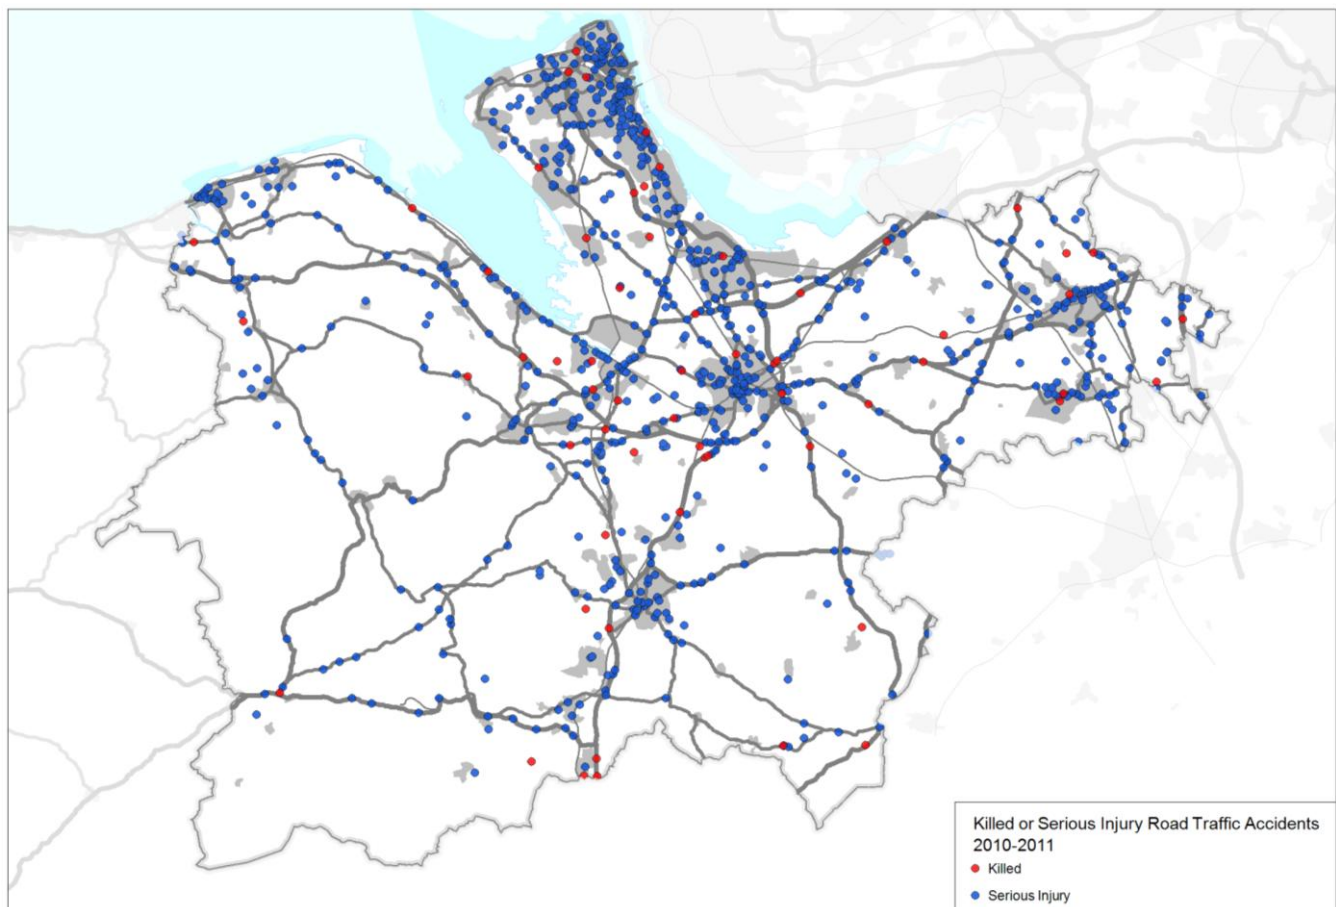 Killed or Serious Injury Road Traffic Accidents
2010-2011
Killed
Serious Injury